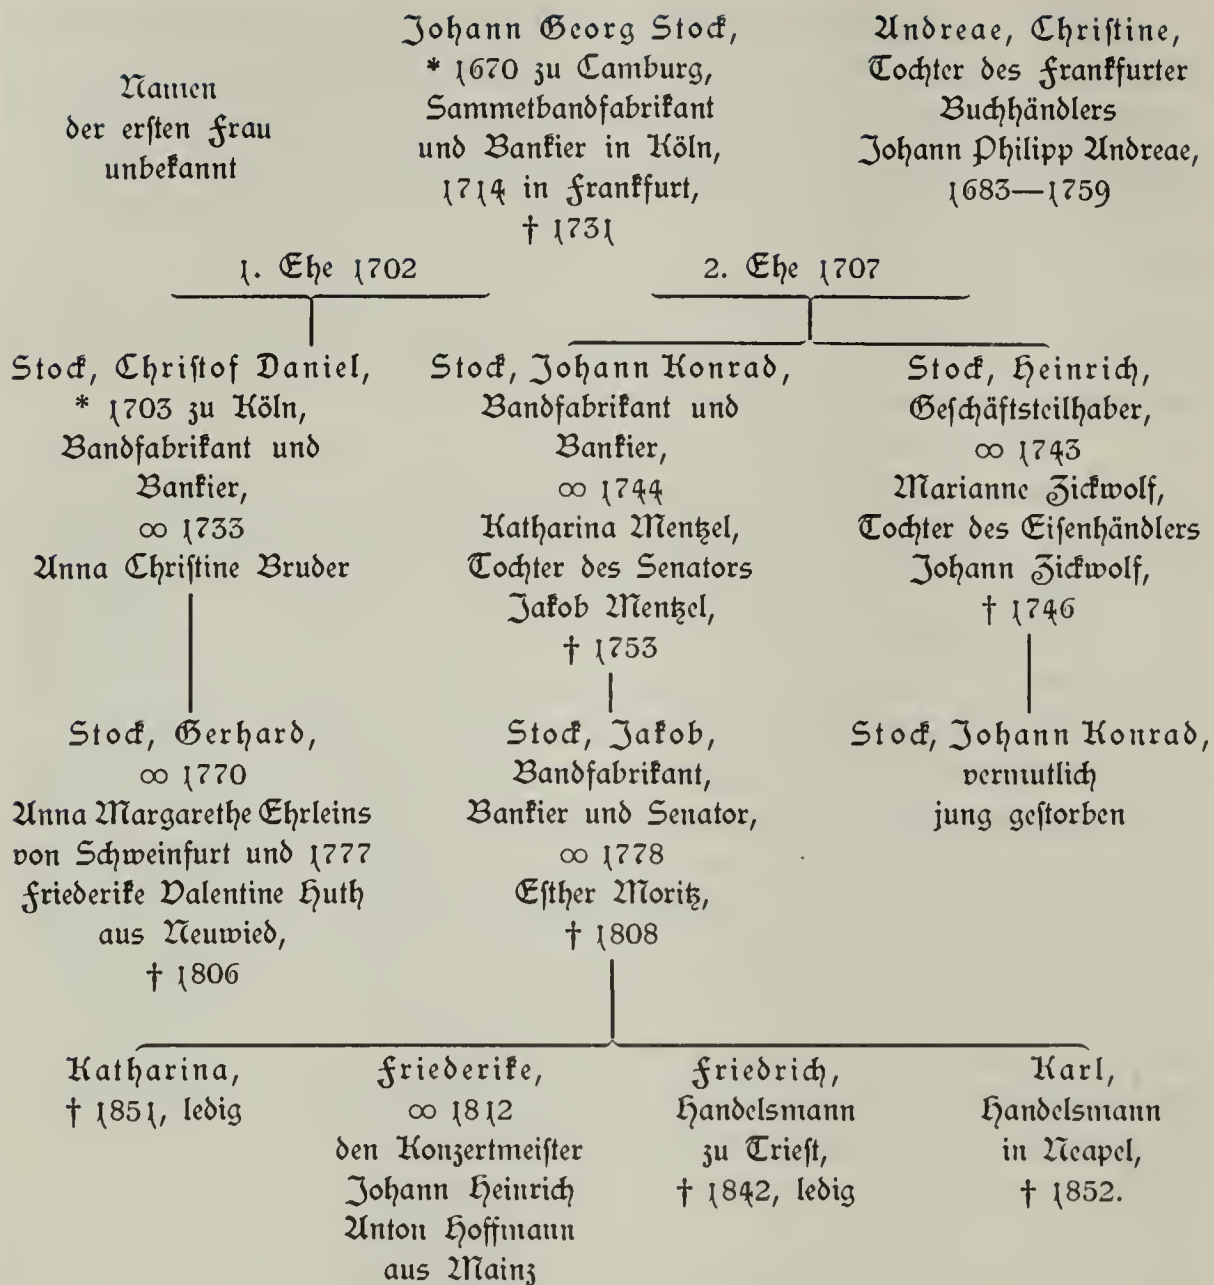 Namen
der ersten Frau
unbekannt
Johann Georg Stock,
* 1670 zu Camburg,
Sammetbandfabrikant
und Bankier in Köln,
1714 in Frankfurt,
† 1731
Andreae, Christine,
Tochter des Frankfurter
Buchhändlers
Johann Philipp Andreae,
1683—1759
1. Ehe 1702
2. Ehe 1707
Stock, Christof Daniel,
* 1703 zu Köln,
Bandfabrikant und
Bankier,
∞ 1733
Anna Christine Bruder
Stock, Johann Konrad,
Bandfabrikant und
Bankier,
∞ 1744
Katharina Mentzel,
Tochter des Senators
Jakob Mentzel,
† 1753
Stock, Heinrich,
Geschäftsteilhaber,
∞ 1743
Marianne Zickwolf,
Tochter des Eisenhändlers
Johann Zickwolf,
† 1746
Stock, Gerhard,
∞ 1770
Anna Margarethe Ehrleins
von Schweinfurt und 1777
Friederike Valentine Huth
aus Neuwied,
† 1806
Stock, Jakob,
Bandfabrikant,
Bankier und Senator,
∞ 1778
Esther Moritz,
† 1808
Stock, Johann Konrad,
vermutlich
jung gestorben
Katharina,
† 1851, ledig
Friederike,
∞ 1812
den Konzertmeister
Johann Heinrich
Anton Hoffmann
aus Mainz
Friedrich,
Handelsmann
zu Triest,
† 1842, ledig
Karl,
Handelsmann
in Neapel,
† 1852.